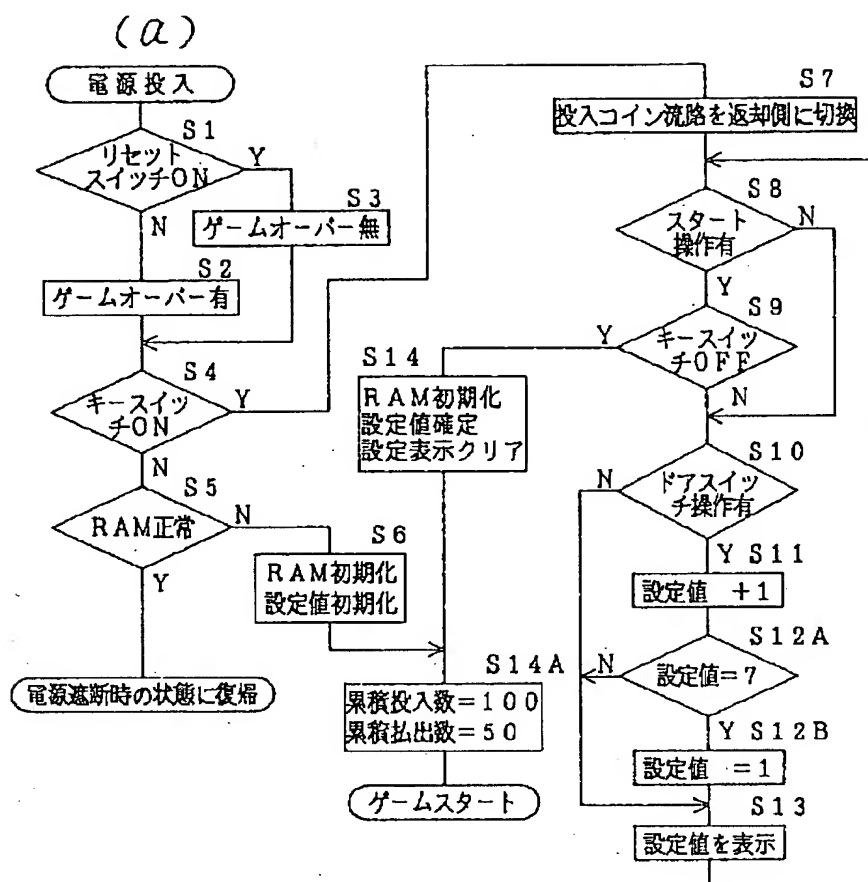 (a)
電源投入
S1
リセット
スイッチON
Y
N
S3
ゲームオーバー無
S2
ゲームオーバー有
S4
キースイッ
チON
Y
N
S5
RAM正常
N
Y
S6
RAM初期化
設定値初期化
電源遮断時の状態に復帰
S14
RAM初期化
設定値確定
設定表示クリア
S14A
累積投入数=100
累積払出数=50
ゲームスタート
S7
投入コイン流路を返却側に切換
S8
スタート
操作有
N
Y
S9
キースイッ
チOFF
Y
N
S10
ドアスイッ
チ操作有
N
Y S11
設定値 +1
S12A
設定値=7
N
Y S12B
設定値 =1
S13
設定値を表示